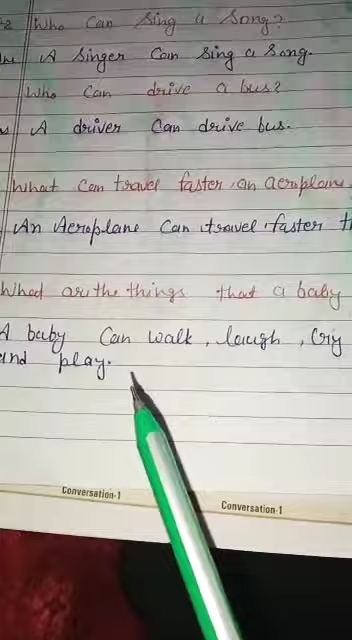 Who Can Sing a Song?
A Singer Can Sing a Song.
Who Can drive a bus?
A driver Can drive bus.
What Can travel faster, an aeroplane
An Aeroplane Can travel faster
What are the things that a baby
A baby Can walk, laugh, Cry
and play.
Conversation-1
Conversation-1